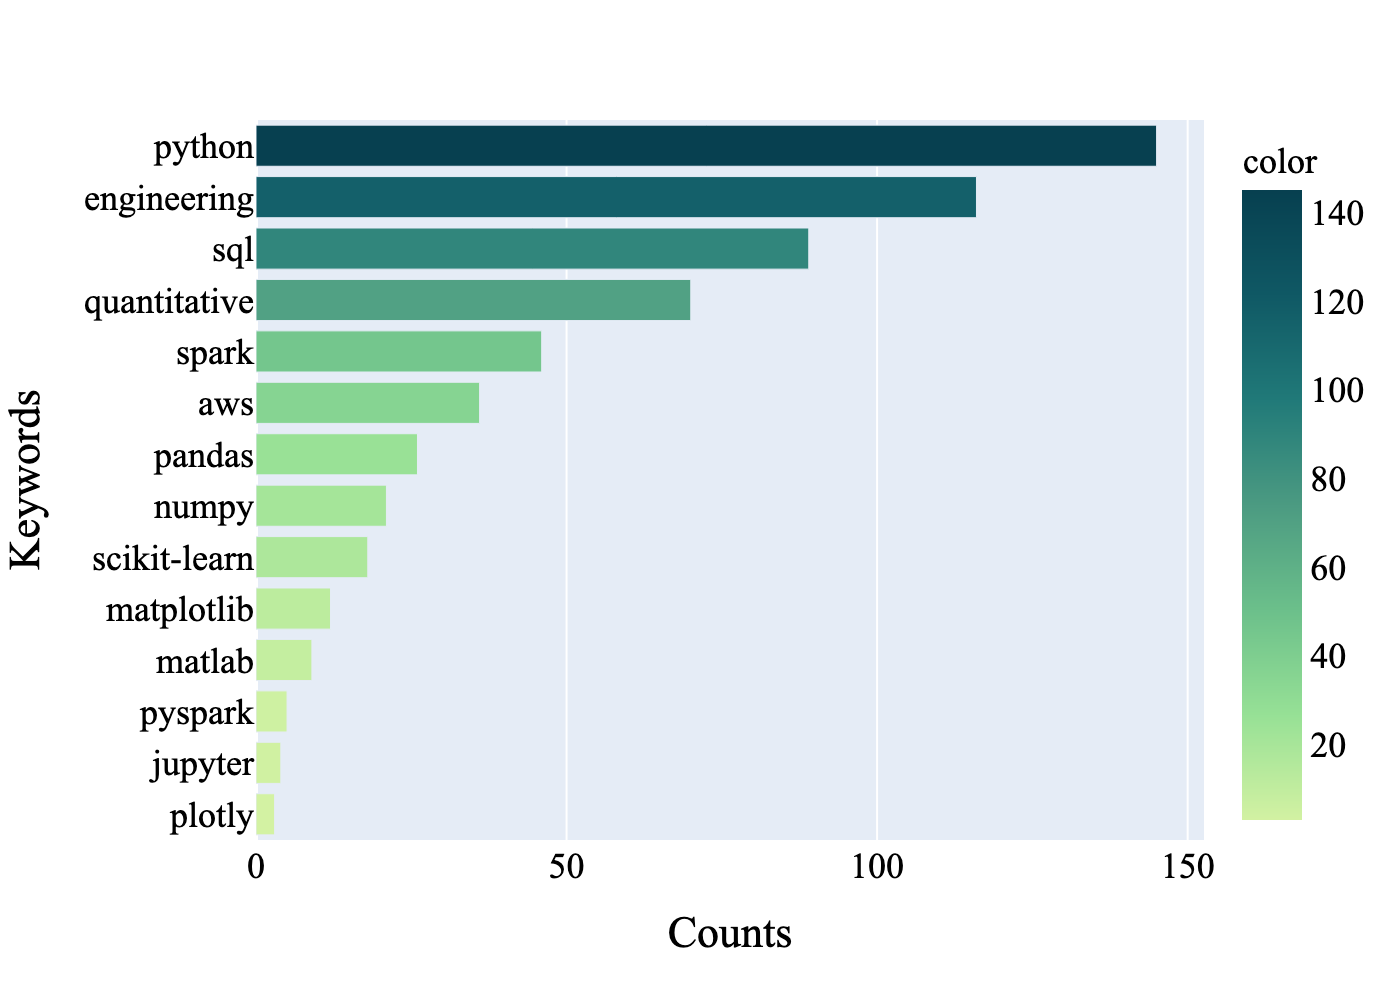 python
engineering
sql
quantitative
spark
aws
pandas
numpy
scikit-learn
matplotlib
matlab
pyspark
jupyter
plotly
Keywords
0 50 100 150
Counts
color
140
120
100
80
60
40
20